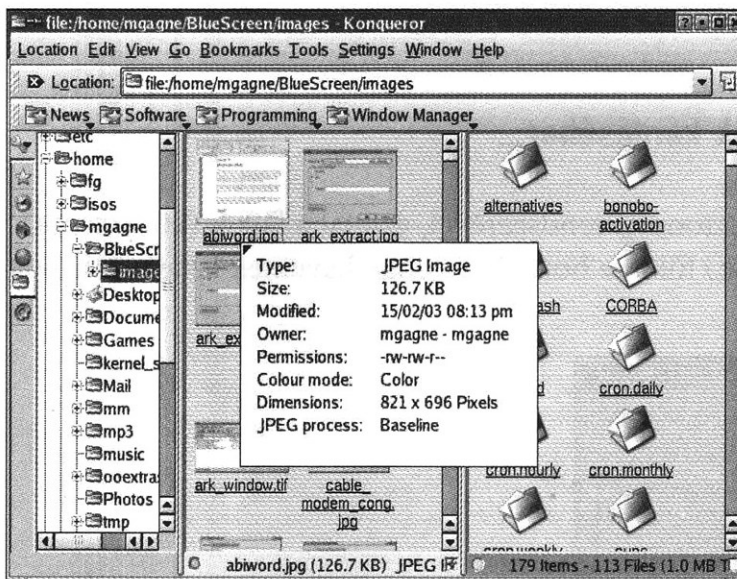 file:/home/mgagne/BlueScreen/images - Konqueror
Location Edit View Go Bookmarks Tools Settings Window Help
Location: file:/home/mgagne/BlueScreen/images
News Software Programming Window Manager
etc
home
fg
isos
mgagne
BlueScr
image
Desktop
Docume
Games
kernel_s
Mail
mm
mp3
music
ooextra
Photos
tmp
abiword.jpg ark_extract.jpg
ark_ex
ark_window.tif cable_
modem_cong.
jpg
Type: JPEG Image
Size: 126.7 KB
Modified: 15/02/03 08:13 pm
Owner: mgagne - mgagne
Permissions: -rw-rw-r--
Colour mode: Color
Dimensions: 821 x 696 Pixels
JPEG process: Baseline
alternatives bonobo-
activation
ash CORBA
d cron.daily
cron.hourly cron.monthly
cron.weekly cups
abiword.jpg (126.7 KB) JPEG I
179 Items - 113 Files (1.0 MB T